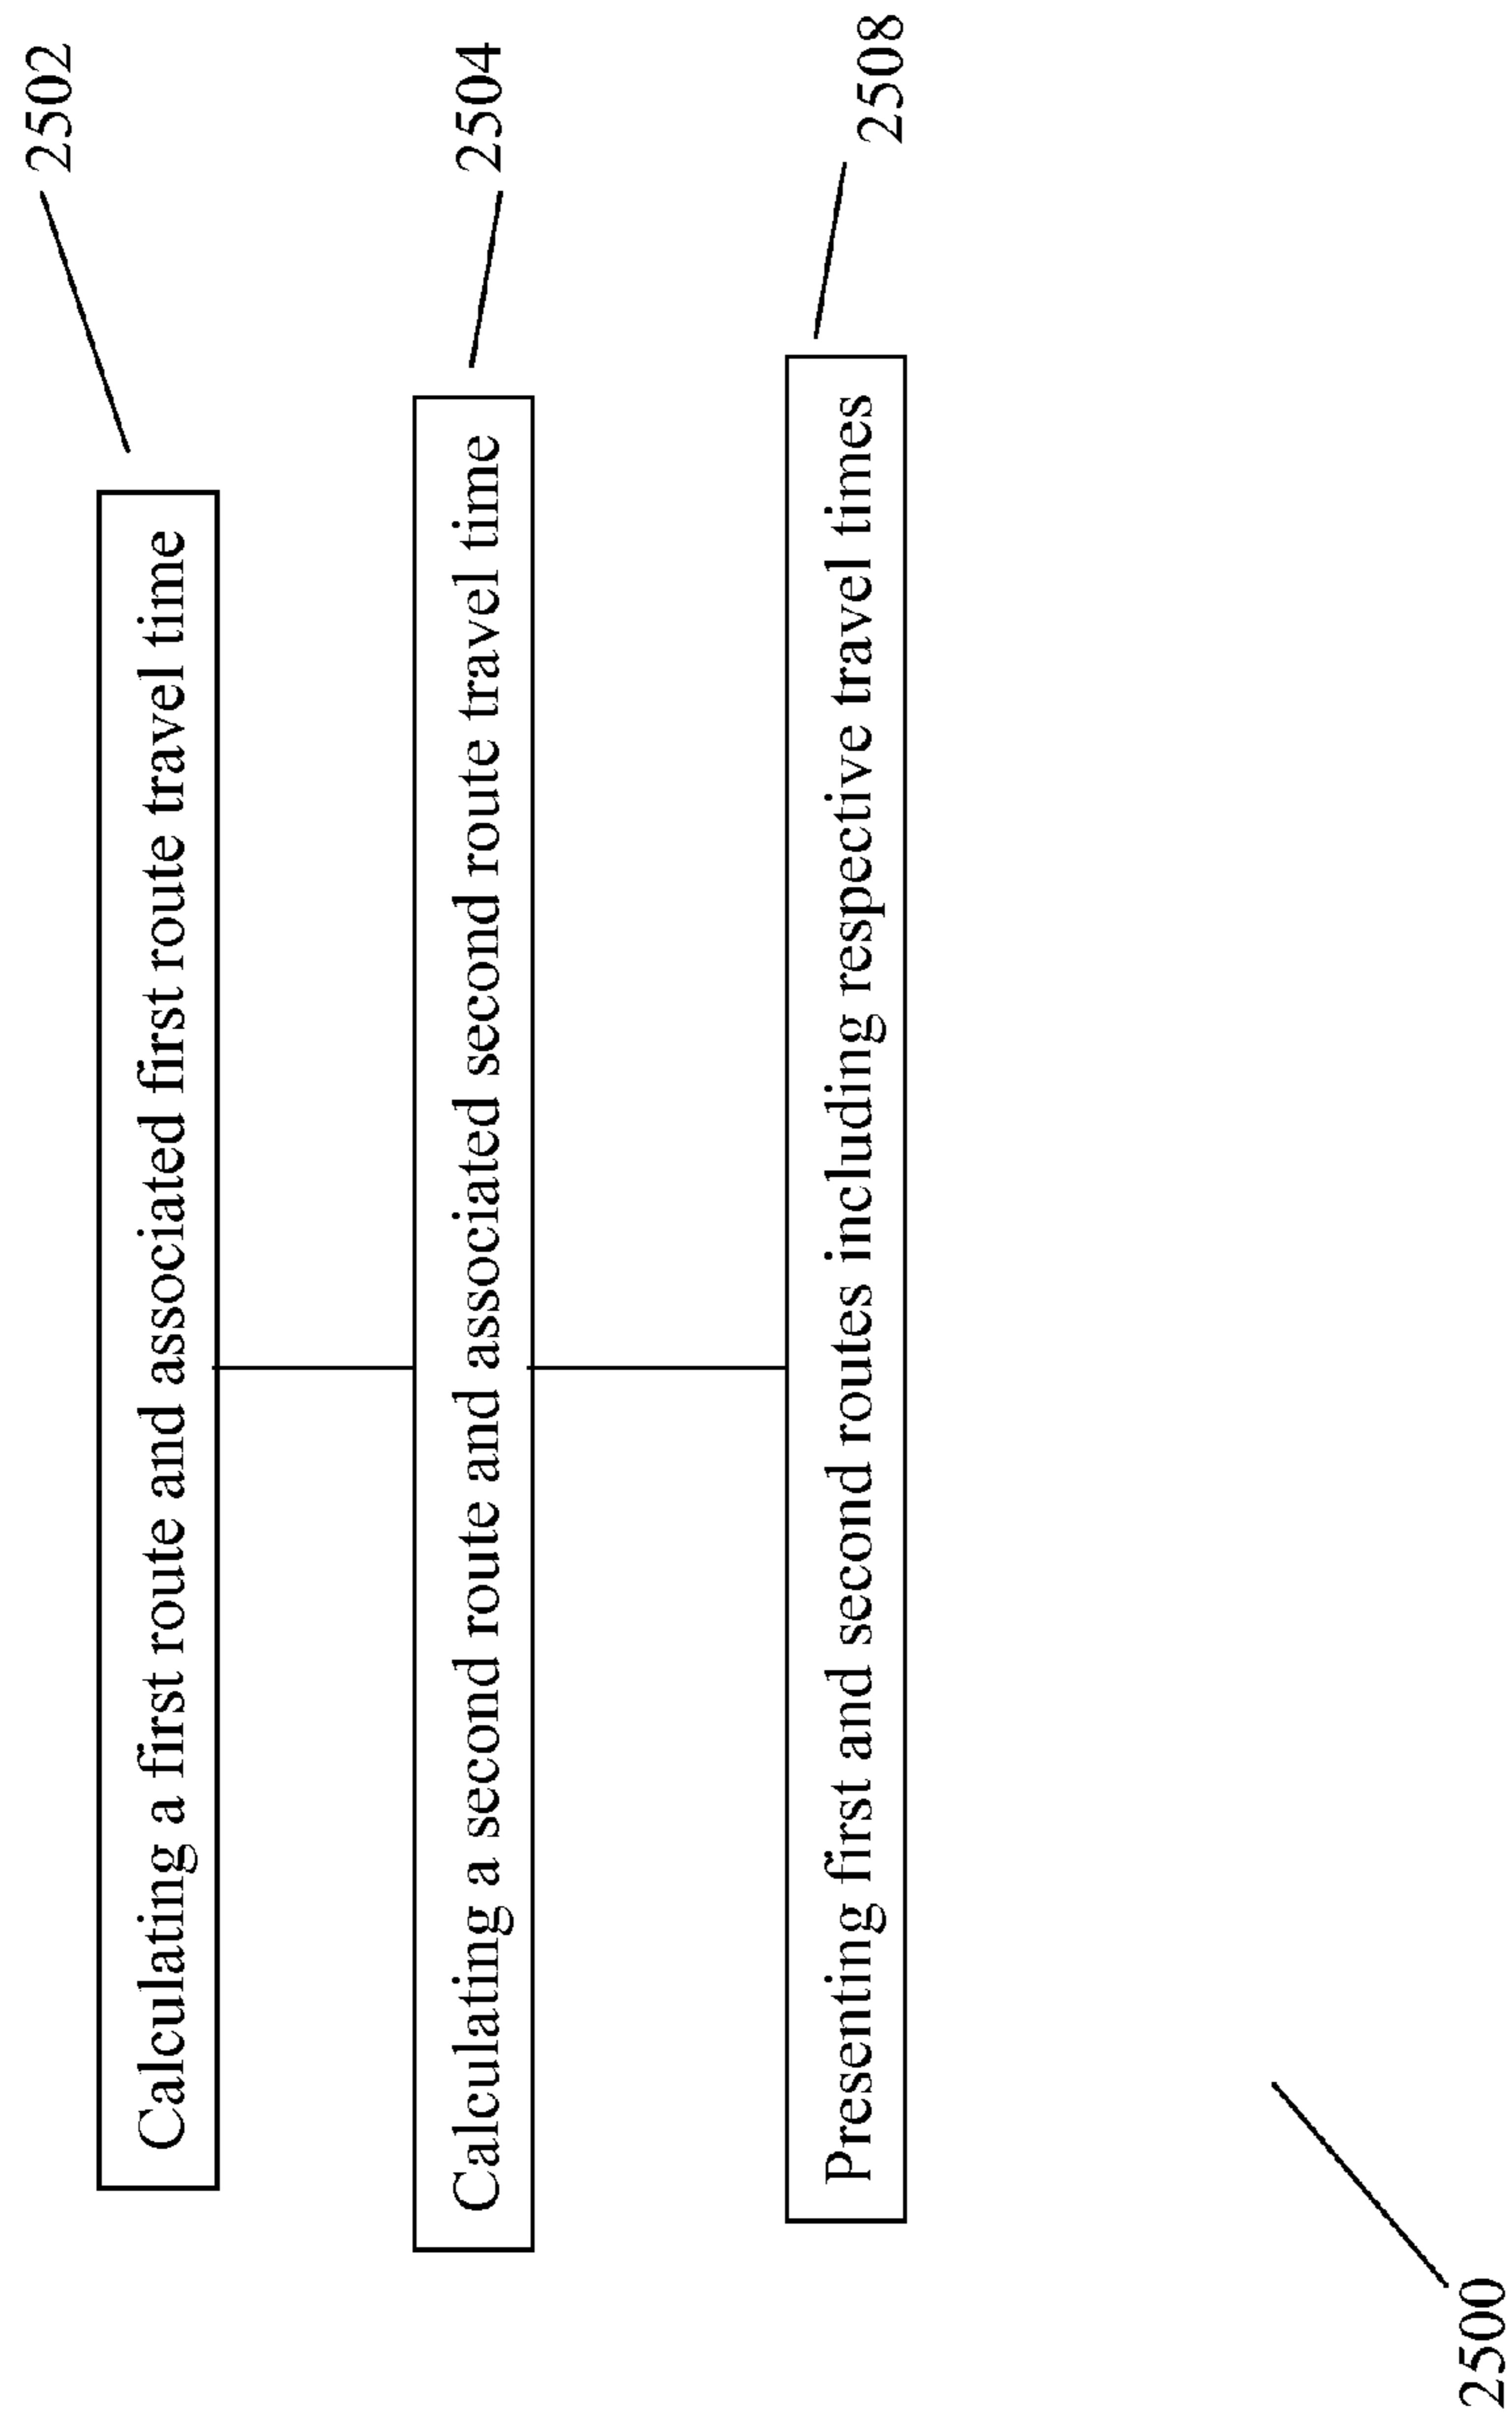 2502
Calculating a first route and associated first route travel time
2504
Calculating a second route and associated second route travel time
2508
Presenting first and second routes including respective travel times
2500